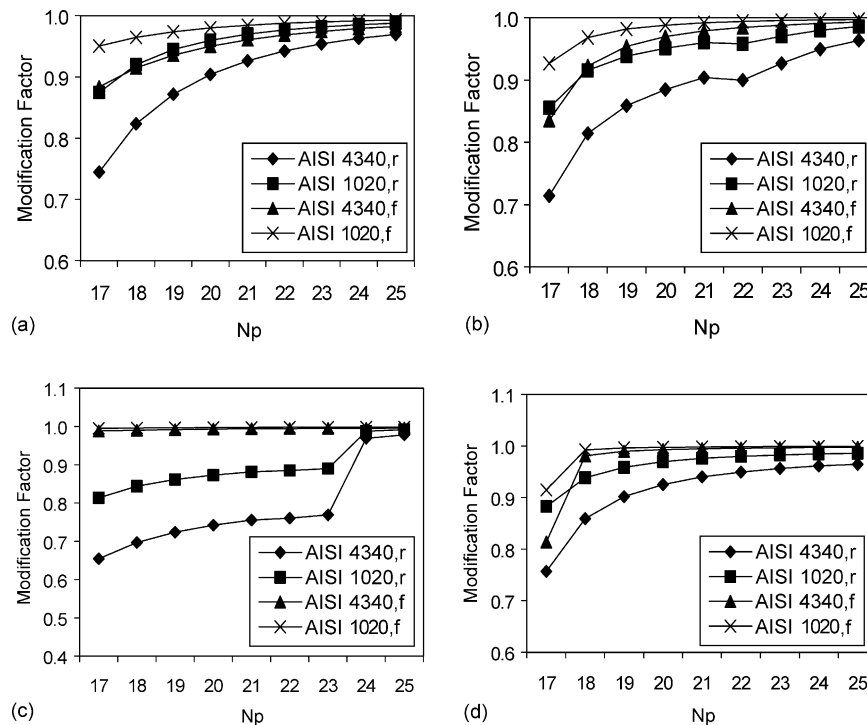 1.0
0.9
0.8
0.7
0.6
Modification Factor
AISI 4340,r
AISI 1020,r
AISI 4340,f
AISI 1020,f
17 18 19 20 21 22 23 24 25
(a)
Np
1.0
0.9
0.8
0.7
0.6
Modification Factor
AISI 4340,r
AISI 1020,r
AISI 4340,f
AISI 1020,f
17 18 19 20 21 22 23 24 25
(b)
Np
1.1
1.0
0.9
0.8
0.7
0.6
0.5
0.4
Modification Factor
AISI 4340,r
AISI 1020,r
AISI 4340,f
AISI 1020,f
17 18 19 20 21 22 23 24 25
(c)
Np
1.1
1.0
0.9
0.8
0.7
0.6
Modification Factor
AISI 4340,r
AISI 1020,r
AISI 4340,f
AISI 1020,f
17 18 19 20 21 22 23 24 25
(d)
Np